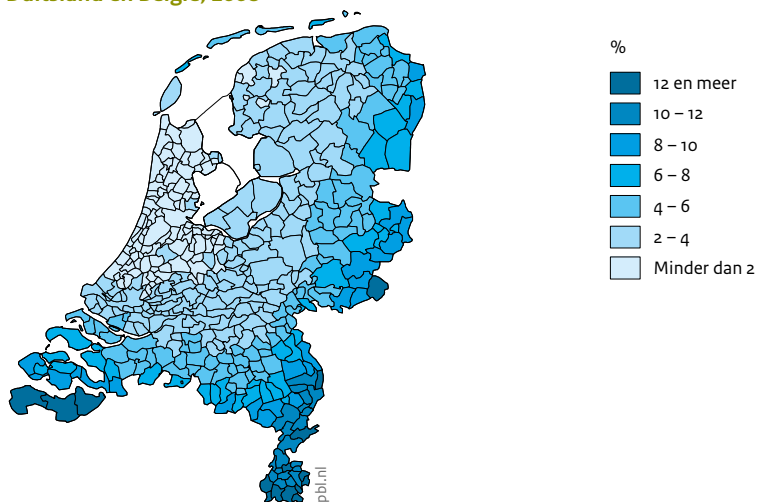 %
12 en meer
10 – 12
8 – 10
6 – 8
4 – 6
2 – 4
Minder dan 2
pbl.nl